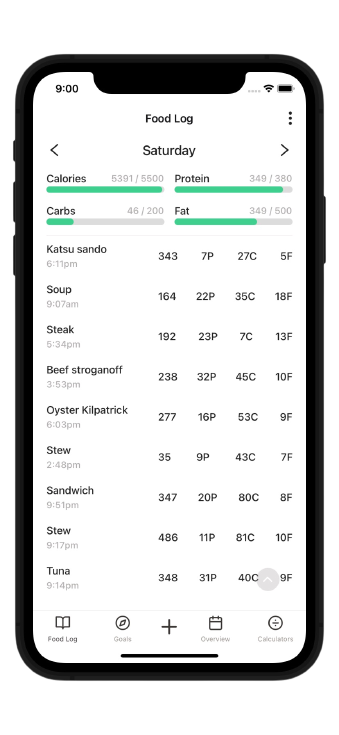 9:00
Food Log
Saturday
Calories 5391 / 5500 Protein 349 / 380
Carbs 46 / 200 Fat 349 / 500
Katsu sando 343 7P 27C 5F
6:11pm
Soup 164 22P 35C 18F
9:07am
Steak 192 23P 7C 13F
5:34pm
Beef stroganoff 238 32P 45C 10F
3:53pm
Oyster Kilpatrick 277 16P 53C 9F
6:03pm
Stew 35 9P 43C 7F
2:48pm
Sandwich 347 20P 80C 8F
9:51pm
Stew 486 11P 81C 10F
9:17pm
Tuna 348 31P 40C 9F
9:14pm
Food Log Goals Overview Calculators